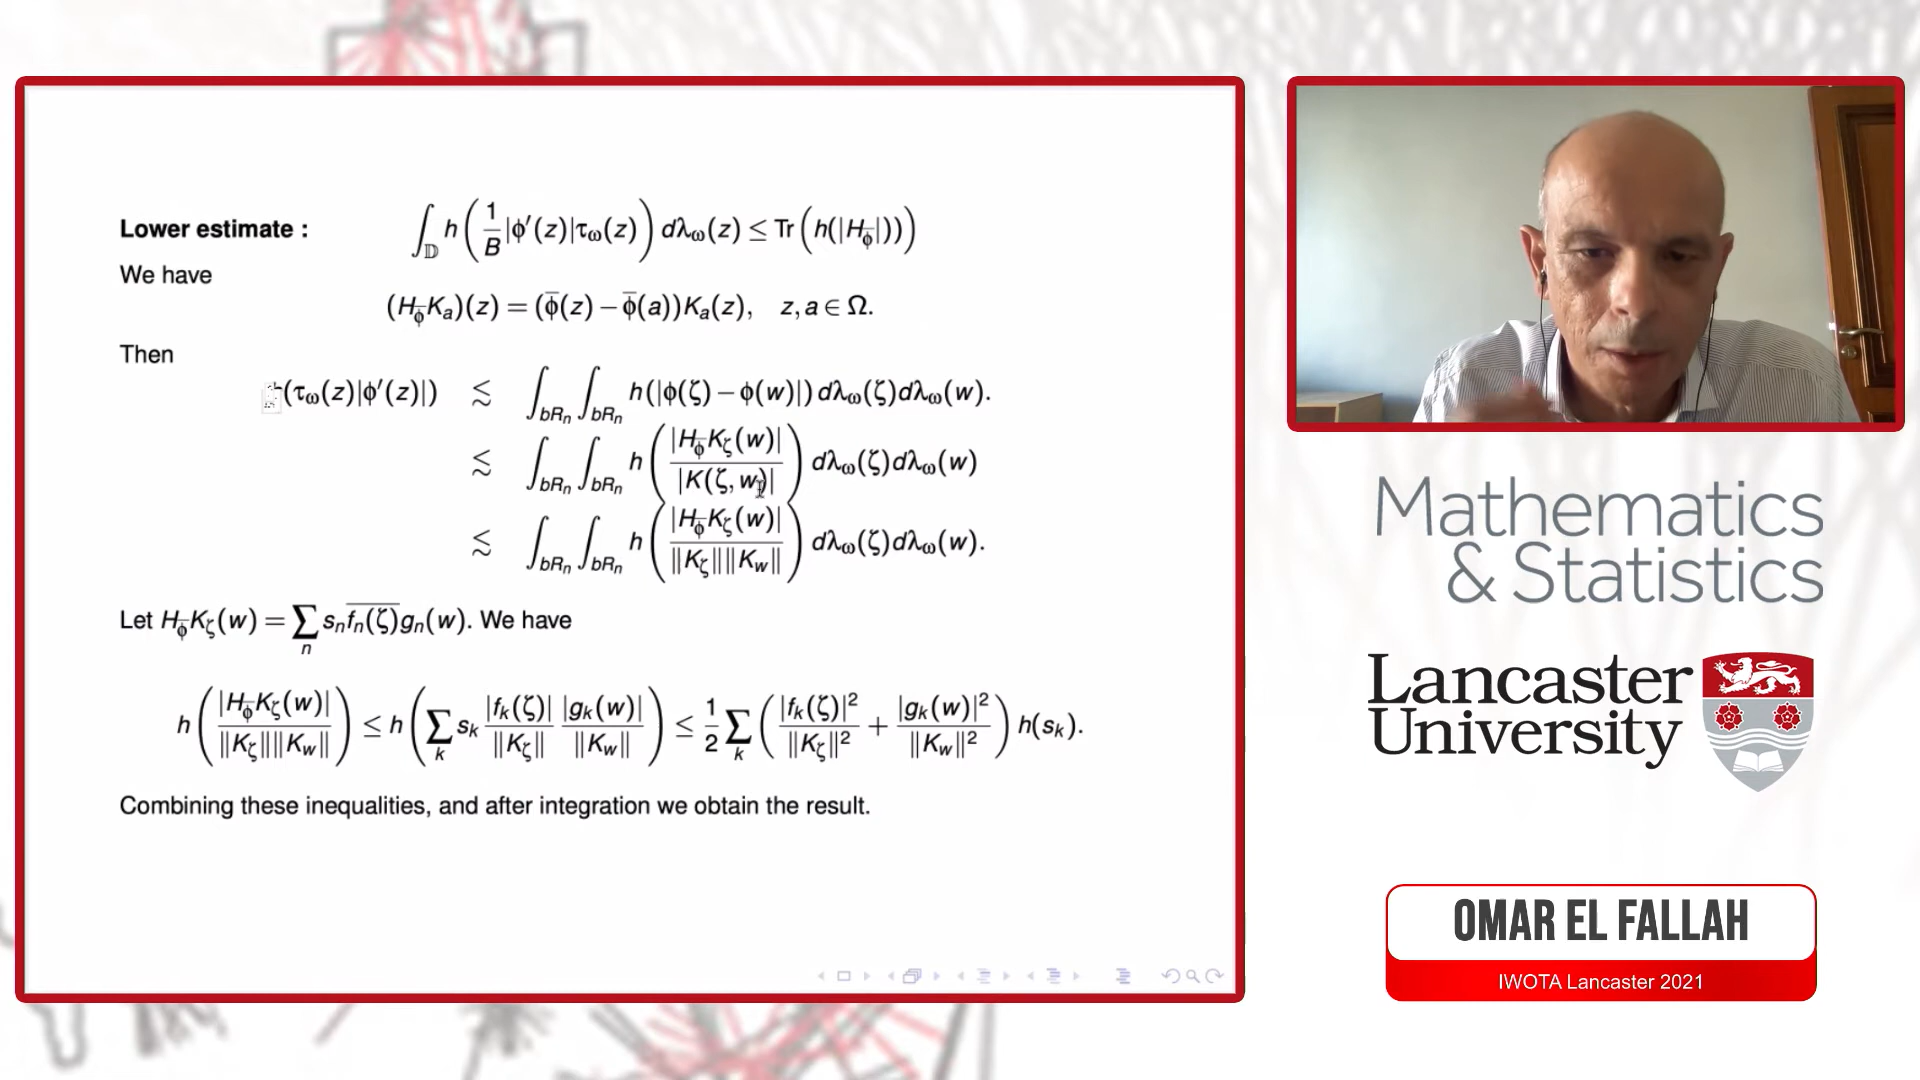 Lower estimate : ∫_𝔻 h( 1/B |ϕ′(z)|τ_ω(z) ) dλ_ω(z) ≤ Tr( h(|H_ϕ̅|)) )
We have
(H_ϕ̅ K_a)(z) = (ϕ̅(z) − ϕ̅(a))K_a(z), z, a ∈ Ω.
Then
(τ_ω(z)|ϕ′(z)|) ≲ ∫_{bR_n} ∫_{bR_n} h(|ϕ(ζ) − ϕ(w)|) dλ_ω(ζ)dλ_ω(w).
≲ ∫_{bR_n} ∫_{bR_n} h( |H_ϕ̅ K_ζ(w)| / |K(ζ, w)| ) dλ_ω(ζ)dλ_ω(w)
≲ ∫_{bR_n} ∫_{bR_n} h( |H_ϕ̅ K_ζ(w)| / ‖K_ζ‖‖K_w‖ ) dλ_ω(ζ)dλ_ω(w).
Let H_ϕ̅ K_ζ(w) = ∑_n s_n \overline{f_n(ζ)} g_n(w). We have
h( |H_ϕ̅ K_ζ(w)| / ‖K_ζ‖‖K_w‖ ) ≤ h( ∑_k s_k |f_k(ζ)| / ‖K_ζ‖ |g_k(w)| / ‖K_w‖ ) ≤ 1/2 ∑_k ( |f_k(ζ)|² / ‖K_ζ‖² + |g_k(w)|² / ‖K_w‖² ) h(s_k).
Combining these inequalities, and after integration we obtain the result.
Mathematics
& Statistics
Lancaster
University
OMAR EL FALLAH
IWOTA Lancaster 2021